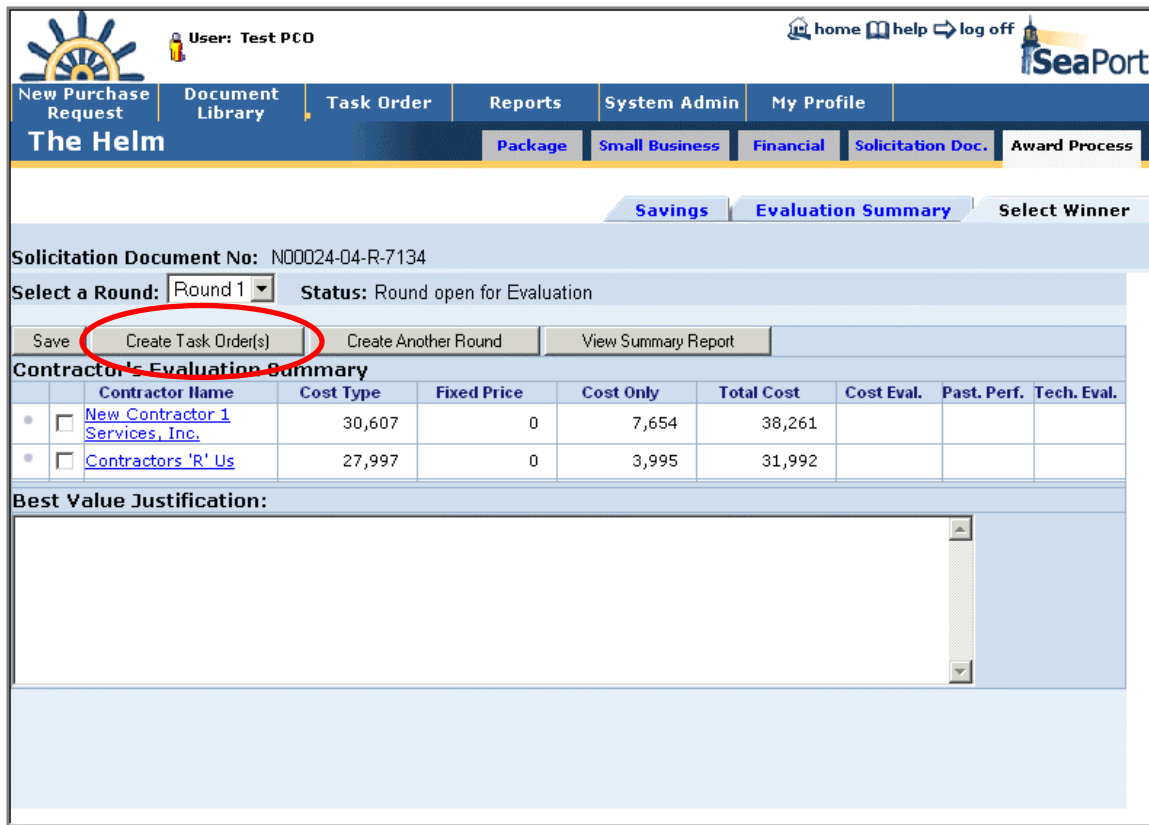 User: Test PCO
home help log off
SeaPort
New Purchase Request Document Library Task Order Reports System Admin My Profile
The Helm Package Small Business Financial Solicitation Doc. Award Process
Savings Evaluation Summary Select Winner
Solicitation Document No: N00024-04-R-7134
Select a Round: Round 1 Status: Round open for Evaluation
Save Create Task Order(s) Create Another Round View Summary Report
Contractor's Evaluation Summary
Contractor Name Cost Type Fixed Price Cost Only Total Cost Cost Eval. Past. Perf. Tech. Eval.
New Contractor 1 Services, Inc. 30,607 0 7,654 38,261
Contractors 'R' Us 27,997 0 3,995 31,992
Best Value Justification: